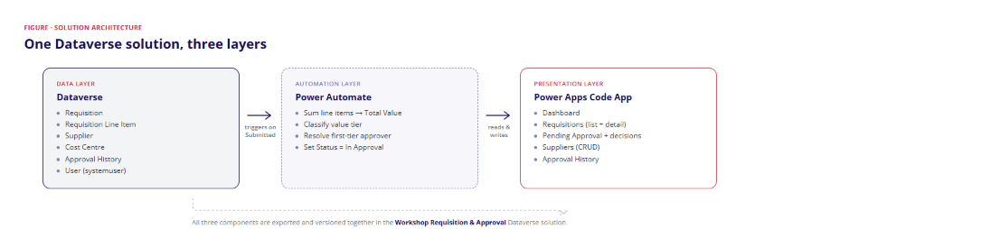 FIGURE · SOLUTION ARCHITECTURE
One Dataverse solution, three layers
DATA LAYER
Dataverse
Requisition
Requisition Line Item
Supplier
Cost Centre
Approval History
User (systemuser)
triggers on
Submitted
AUTOMATION LAYER
Power Automate
Sum line items → Total Value
Classify value tier
Resolve first-tier approver
Set Status = In Approval
reads &
writes
PRESENTATION LAYER
Power Apps Code App
Dashboard
Requisitions (list + detail)
Pending Approval + decisions
Suppliers (CRUD)
Approval History
All three components are exported and versioned together in the Workshop Requisition & Approval Dataverse solution.